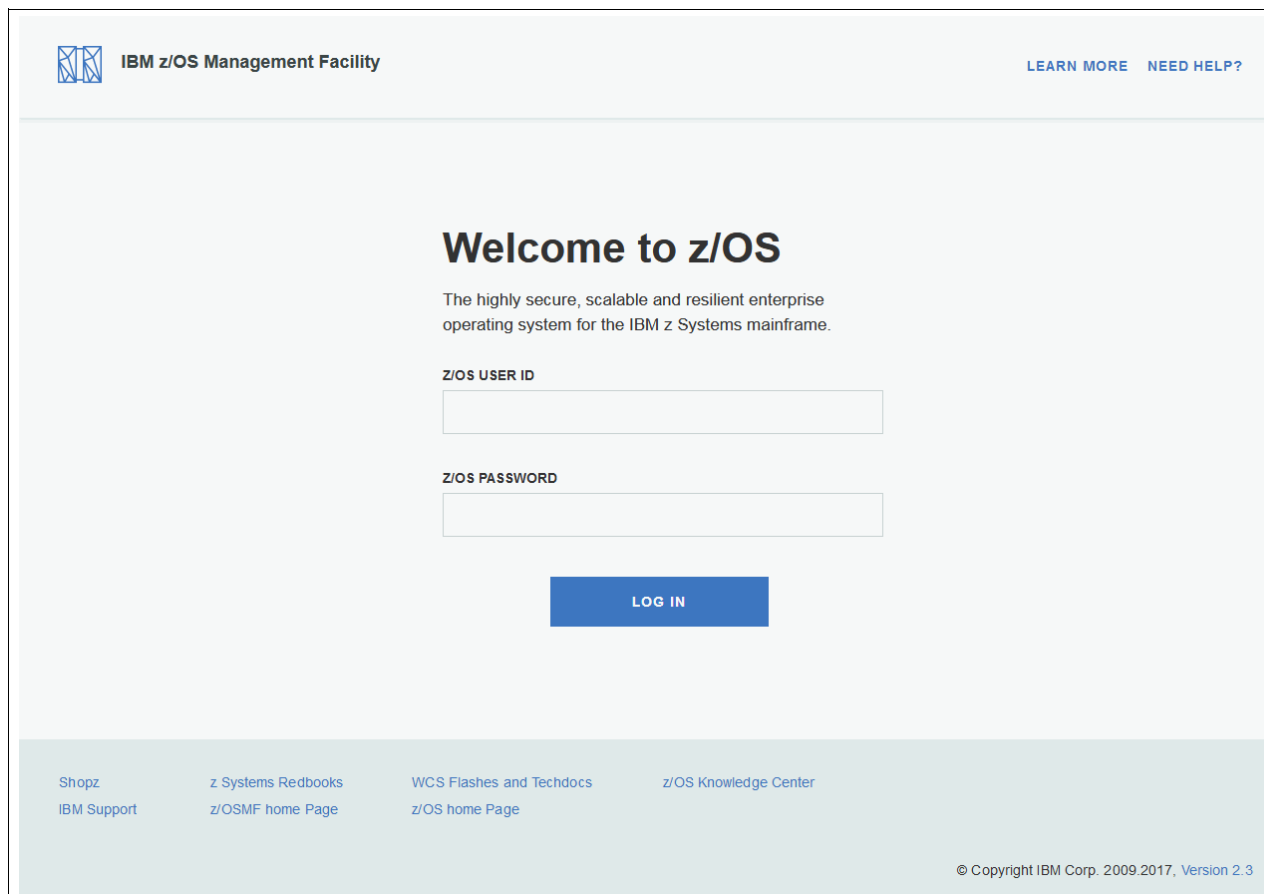 IBM z/OS Management Facility
LEARN MORE NEED HELP?
Welcome to z/OS
The highly secure, scalable and resilient enterprise
operating system for the IBM z Systems mainframe.
Z/OS USER ID
Z/OS PASSWORD
LOG IN
Shopz z Systems Redbooks WCS Flashes and Techdocs z/OS Knowledge Center
IBM Support z/OSMF home Page z/OS home Page
© Copyright IBM Corp. 2009.2017, Version 2.3